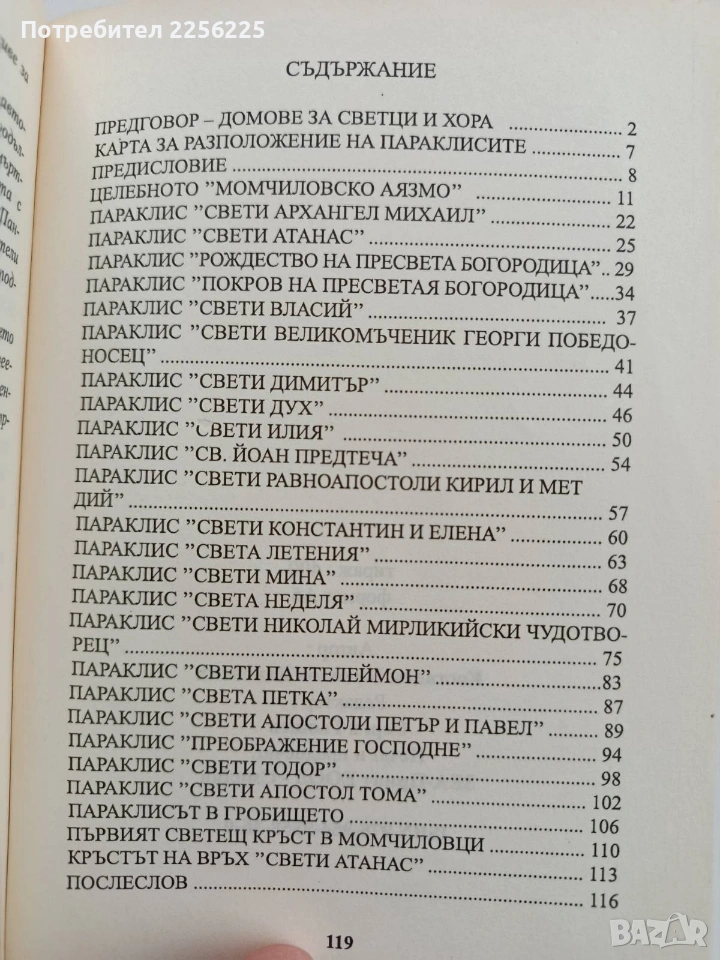 Потребител 2256225
СЪДЪРЖАНИЕ
ПРЕДГОВОР – ДОМОВЕ ЗА СВЕТЦИ И ХОРА ................ 2
КАРТА ЗА РАЗПОЛОЖЕНИЕ НА ПАРАКЛИСИТЕ ............ 7
ПРЕДИСЛОВИЕ ............ 8
ЦЕЛЕБНОТО "МОМЧИЛОВСКО АЯЗМО" ............ 11
ПАРАКЛИС "СВЕТИ АРХАНГЕЛ МИХАИЛ" ............ 22
ПАРАКЛИС "СВЕТИ АТАНАС" ............ 25
ПАРАКЛИС "РОЖДЕСТВО НА ПРЕСВЕТА БОГОРОДИЦА".. 29
ПАРАКЛИС "ПОКРОВ НА ПРЕСВЕТАЯ БОГОРОДИЦА".....34
ПАРАКЛИС "СВЕТИ ВЛАСИЙ" ............ 37
ПАРАКЛИС "СВЕТИ ВЕЛИКОМЪЧЕНИК ГЕОРГИ ПОБЕДО-
НОСЕЦ" ............ 41
ПАРАКЛИС "СВЕТИ ДИМИТЪР" ............ 44
ПАРАКЛИС "СВЕТИ ДУХ" ............ 46
ПАРАКЛИС "СВЕТИ ИЛИЯ" ............ 50
ПАРАКЛИС "СВ. ЙОАН ПРЕДТЕЧА" ............ 54
ПАРАКЛИС "СВЕТИ РАВНОАПОСТОЛИ КИРИЛ И МЕТ
ДИЙ" ............ 57
ПАРАКЛИС "СВЕТИ КОНСТАНТИН И ЕЛЕНА" ............ 60
ПАРАКЛИС "СВЕТА ЛЕТЕНИЯ" ............ 63
ПАРАКЛИС "СВЕТИ МИНА" ............ 68
ПАРАКЛИС "СВЕТА НЕДЕЛЯ" ............ 70
ПАРАКЛИС "СВЕТИ НИКОЛАЙ МИРЛИКИЙСКИ ЧУДОТВО-
РЕЦ" ............ 75
ПАРАКЛИС "СВЕТИ ПАНТЕЛЕЙМОН" ............ 83
ПАРАКЛИС "СВЕТА ПЕТКА" ............ 87
ПАРАКЛИС "СВЕТИ АПОСТОЛИ ПЕТЪР И ПАВЕЛ" ............ 89
ПАРАКЛИС "ПРЕОБРАЖЕНИЕ ГОСПОДНЕ" ............ 94
ПАРАКЛИС "СВЕТИ ТОДОР" ............ 98
ПАРАКЛИС "СВЕТИ АПОСТОЛ ТОМА" ............ 102
ПАРАКЛИСЪТ В ГРОБИЩЕТО ............ 106
ПЪРВИЯТ СВЕТЕЩ КРЪСТ В МОМЧИЛОВЦИ ............ 110
КРЪСТЪТ НА ВРЪХ "СВЕТИ АТАНАС" ............ 113
ПОСЛЕСЛОВ ............ 116
119
BAZAR